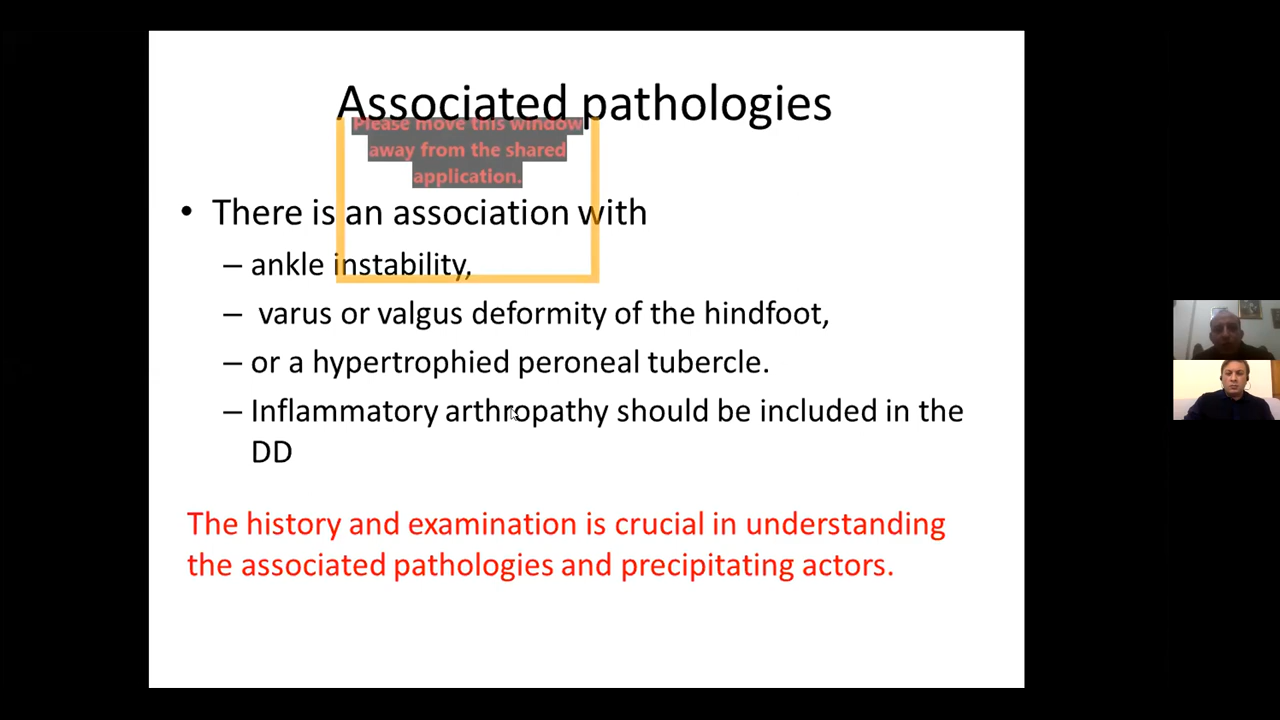 Associated pathologies
Please move this window
away from the shared
application.
• There is an association with
– ankle instability,
– varus or valgus deformity of the hindfoot,
– or a hypertrophied peroneal tubercle.
– Inflammatory arthropathy should be included in the
DD
The history and examination is crucial in understanding
the associated pathologies and precipitating actors.